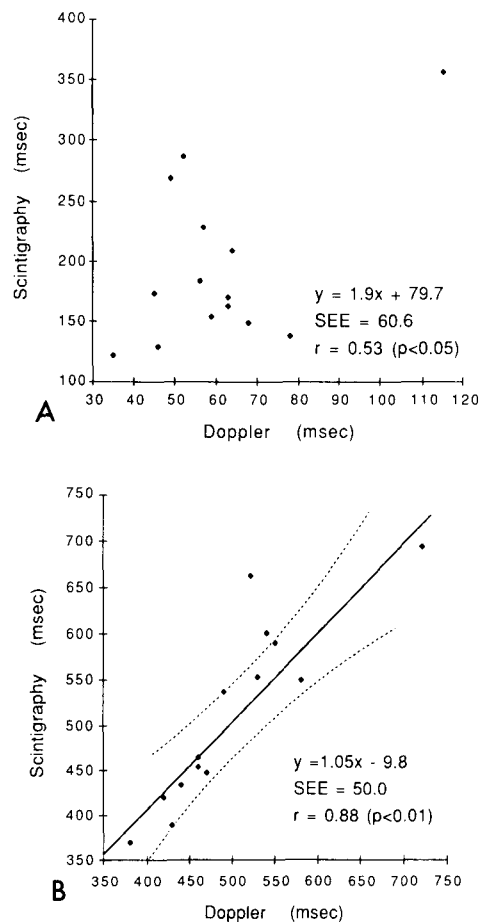 400
350
300
250
200
150
100
Scintigraphy (msec)
y = 1.9x + 79.7
SEE = 60.6
r = 0.53 (p<0.05)
30 40 50 60 70 80 90 100 110 120
A
Doppler (msec)
750
700
650
600
550
500
450
400
350
Scintigraphy (msec)
y =1.05x - 9.8
SEE = 50.0
r = 0.88 (p<0.01)
350 400 450 500 550 600 650 700 750
B
Doppler (msec)